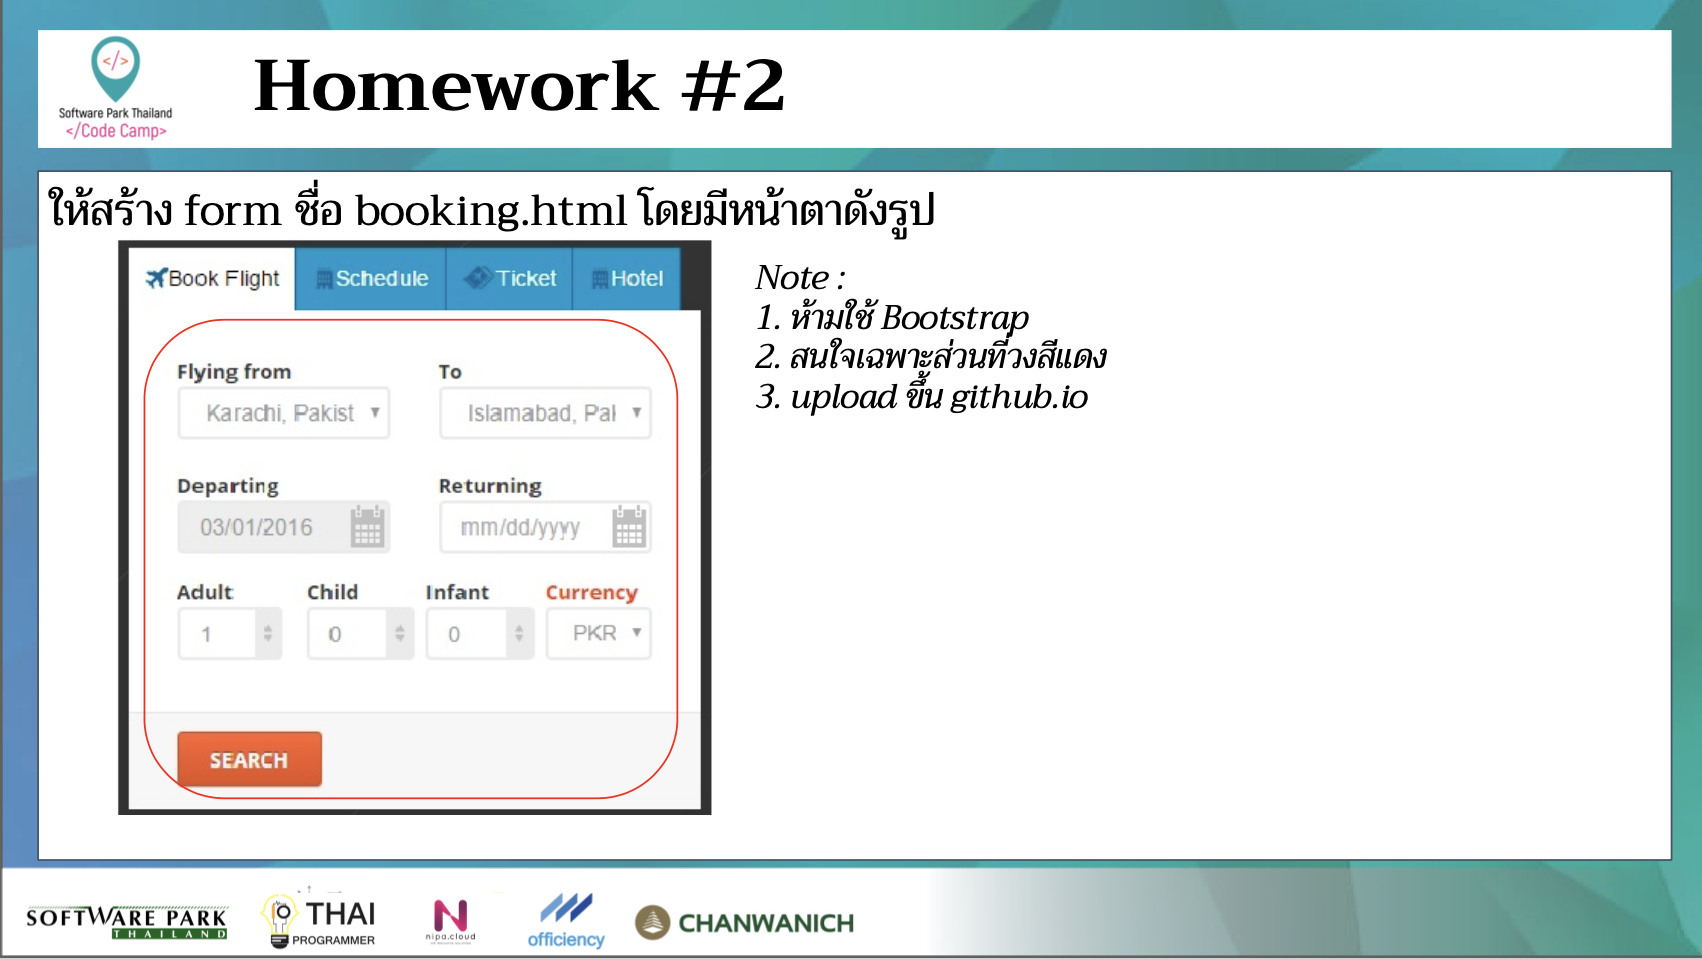 </>
Software Park Thailand
</Code Camp>
Homework #2
ให้สร้าง form ชื่อ booking.html โดยมีหน้าตาดังรูป
Book Flight Schedule Ticket Hotel
Flying from To
Karachi, Pakist Islamabad, Pal
Departing Returning
03/01/2016 mm/dd/yyyy
Adult Child Infant Currency
1 0 0 PKR
SEARCH
Note :
1. ห้ามใช้ Bootstrap
2. สนใจเฉพาะส่วนที่วงสีแดง
3. upload ขึ้น github.io
SOFTWARE PARK
THAILAND
THAI
PROGRAMMER
N
nipa.cloud
officiency
CHANWANICH